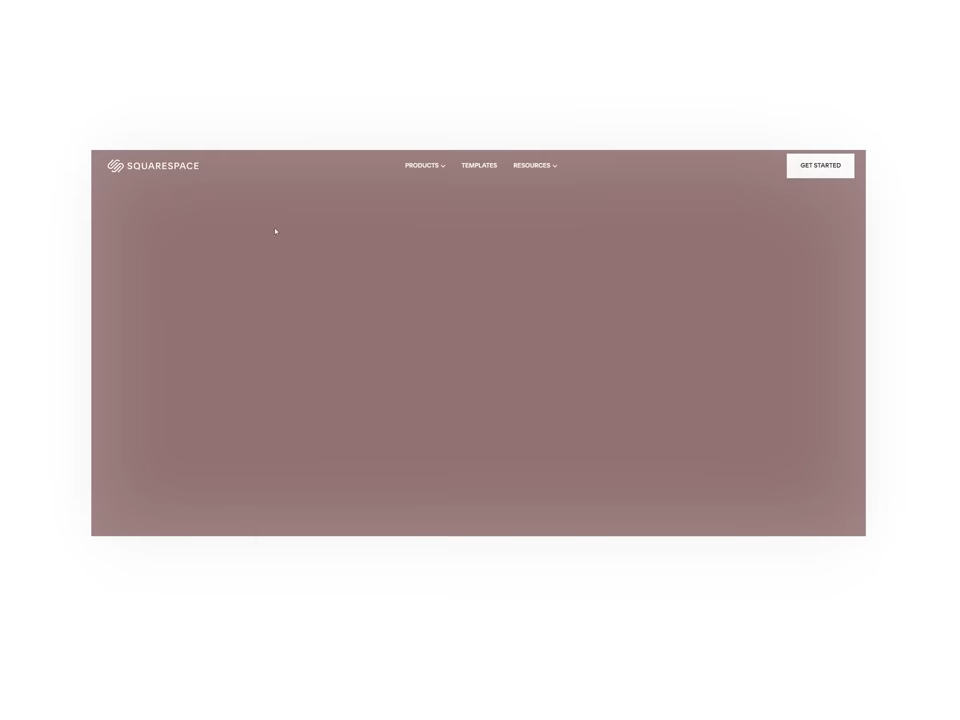 SQUARESPACE
PRODUCTS
TEMPLATES
RESOURCES
GET STARTED